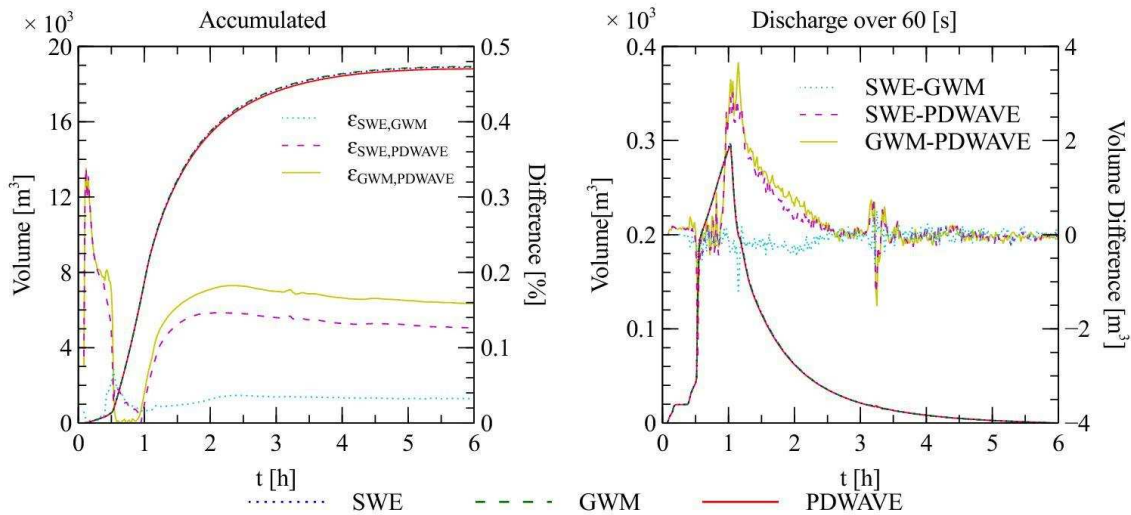 × 10³ Accumulated
20
16
12
8
4
0
Volume [m³]
0 1 2 3 4 5 6
t [h]
0.5
0.4
0.3
0.2
0.1
0
Difference [%]
εSWE,GWM
εSWE,PDWAVE
εGWM,PDWAVE
× 10³ Discharge over 60 [s]
0.4
0.3
0.2
0.1
0
Volume[m³]
0 1 2 3 4 5 6
t [h]
4
2
0
−2
−4
Volume Difference [m³]
SWE-GWM
SWE-PDWAVE
GWM-PDWAVE
SWE GWM PDWAVE